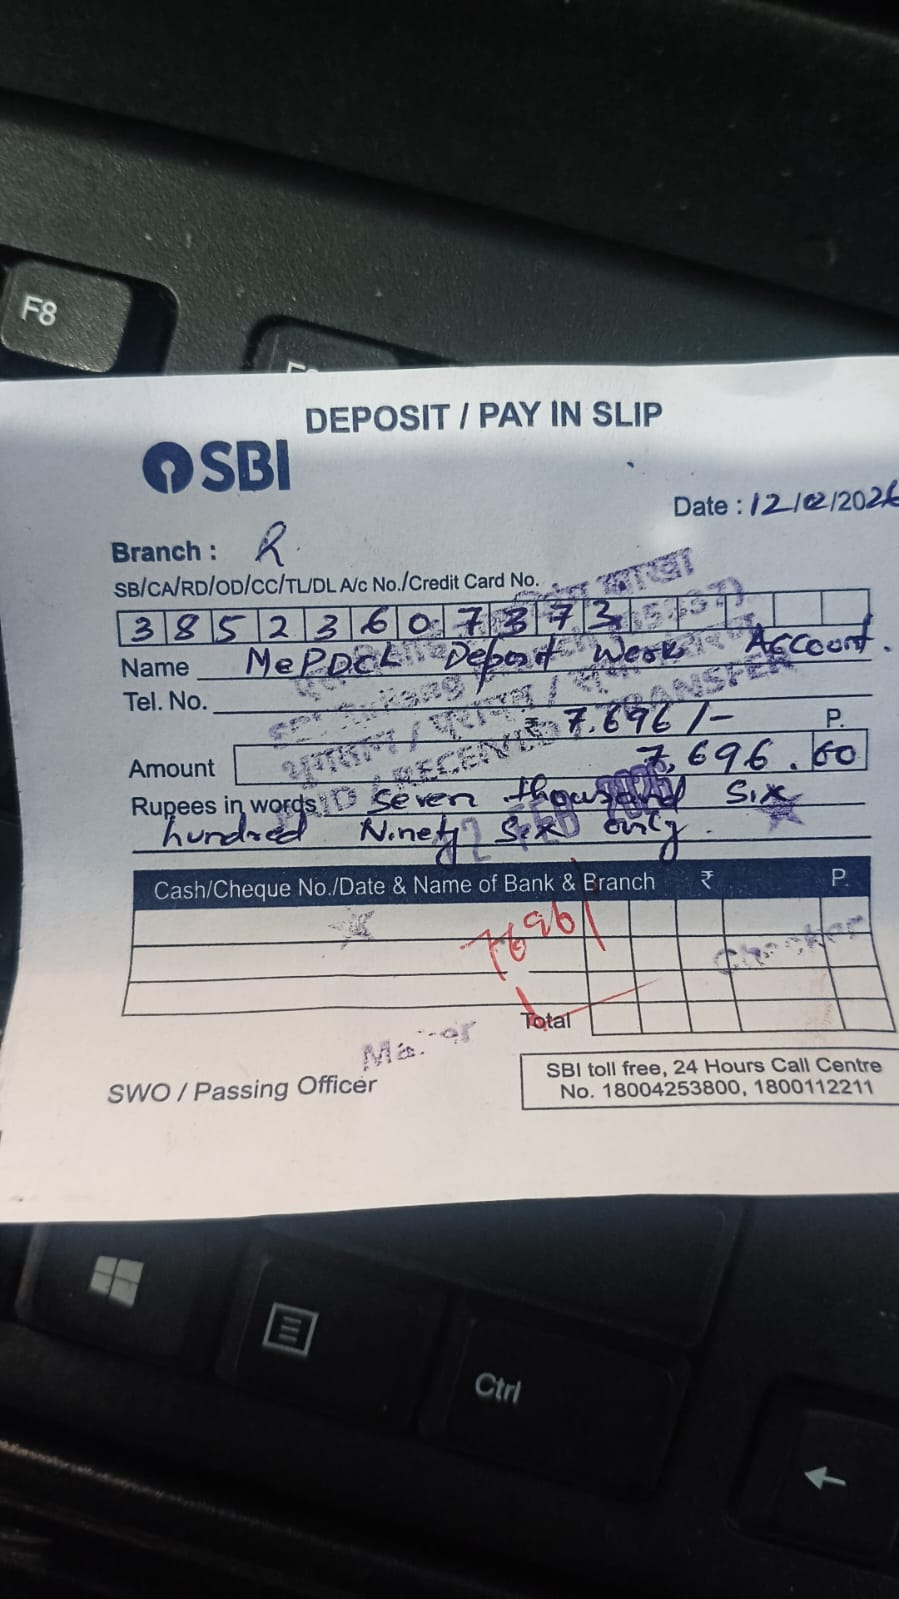 F8
DEPOSIT / PAY IN SLIP
SBI
Date : 12/02/2026
Branch : R.
SB/CA/RD/OD/CC/TL/DL A/c No./Credit Card No.
38523607373
Name MePDCL Deposit Work Account.
Tel. No.
₹ 7,696/- P.
Amount 7,696.00
Rupees in words Seven thousand Six
hundred Ninety Six only.
Cash/Cheque No./Date & Name of Bank & Branch ₹ P.
7696/
Total
SWO / Passing Officer
SBI toll free, 24 Hours Call Centre
No. 18004253800, 1800112211
Ctrl